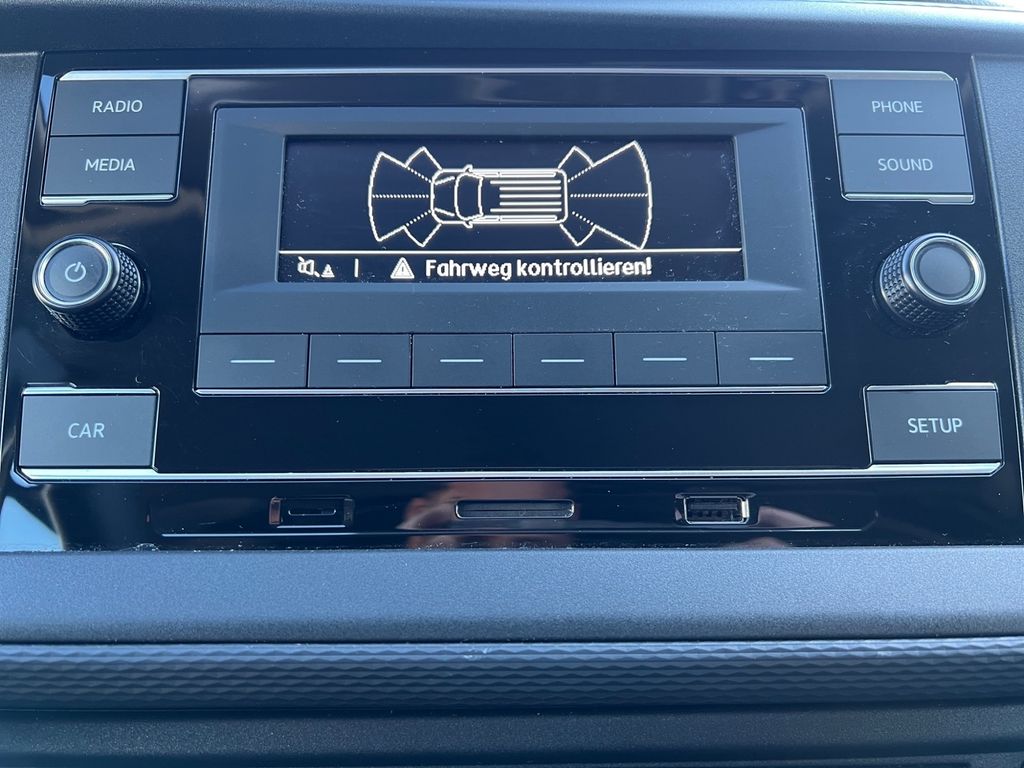 RADIO
PHONE
MEDIA
SOUND
Fahrweg kontrollieren!
CAR
SETUP